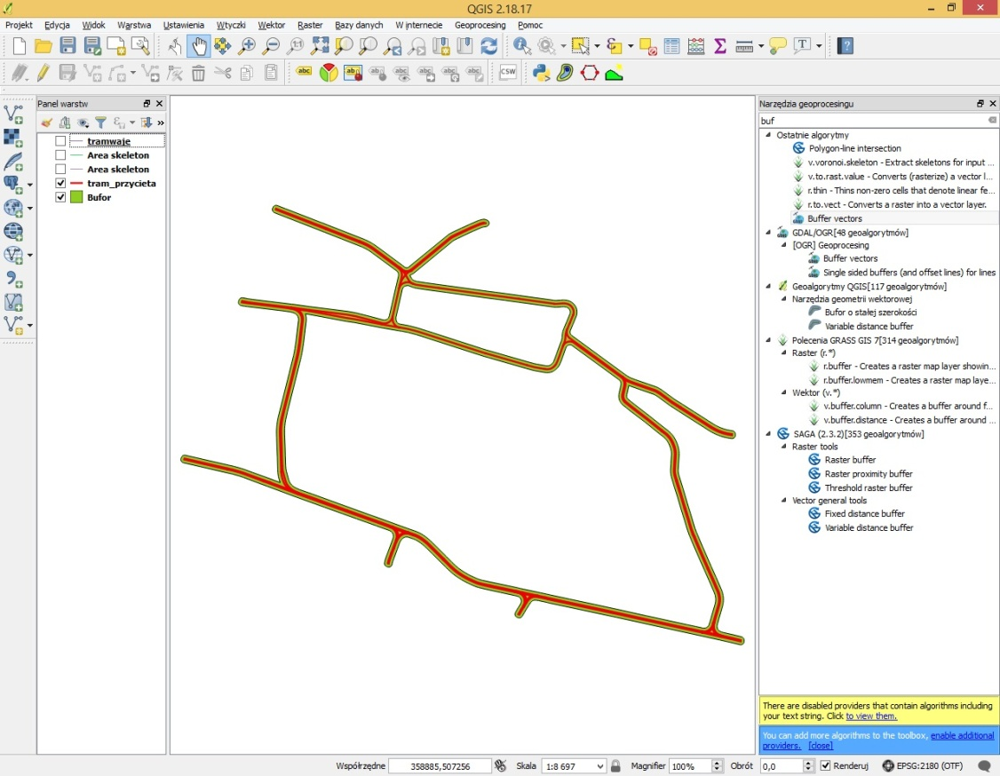 QGIS 2.18.17
Projekt Edycja Widok Warstwa Ustawienia Wtyczki Wektor Raster Bazy danych W internecie Geoprocesing Pomoc
Panel warstw
tramwaje
Area skeleton
Area skeleton
tram_przycieta
Bufor
Narzędzia geoprocesingu
buf
Ostatnie algorytmy
Polygon-line intersection
v.voronoi.skeleton - Extract skeletons for input ...
v.to.rast.value - Converts (rasterize) a vector l...
r.thin - Thins non-zero cells that denote linear fe...
r.to.vect - Converts a raster into a vector layer.
Buffer vectors
GDAL/OGR[48 geoalgorytmów]
[OGR] Geoprocesing
Buffer vectors
Single sided buffers (and offset lines) for lines
Geoalgorytmy QGIS[117 geoalgorytmów]
Narzędzia geometrii wektorowej
Bufor o stałej szerokości
Variable distance buffer
Polecenia GRASS GIS 7[314 geoalgorytmów]
Raster (r.*)
r.buffer - Creates a raster map layer showin...
r.buffer.lowmem - Creates a raster map laye...
Wektor (v.*)
v.buffer.column - Creates a buffer around f...
v.buffer.distance - Creates a buffer around ...
SAGA (2.3.2)[353 geoalgorytmów]
Raster tools
Raster buffer
Raster proximity buffer
Threshold raster buffer
Vector general tools
Fixed distance buffer
Variable distance buffer
There are disabled providers that contain algorithms including
your text string. Click to view them.
You can add more algorithms to the toolbox, enable additional
providers. [close]
Współrzędne 358885,507256 Skala 1:8 697 Magnifier 100% Obrót 0,0 Renderuj EPSG:2180 (OTF)